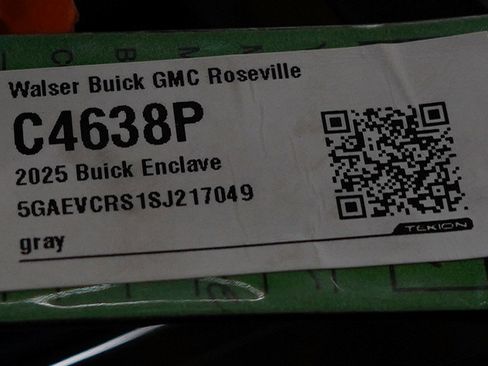 Walser Buick GMC Roseville
C4638P
2025 Buick Enclave
5GAEVCRS1SJ217049
gray
TEKION